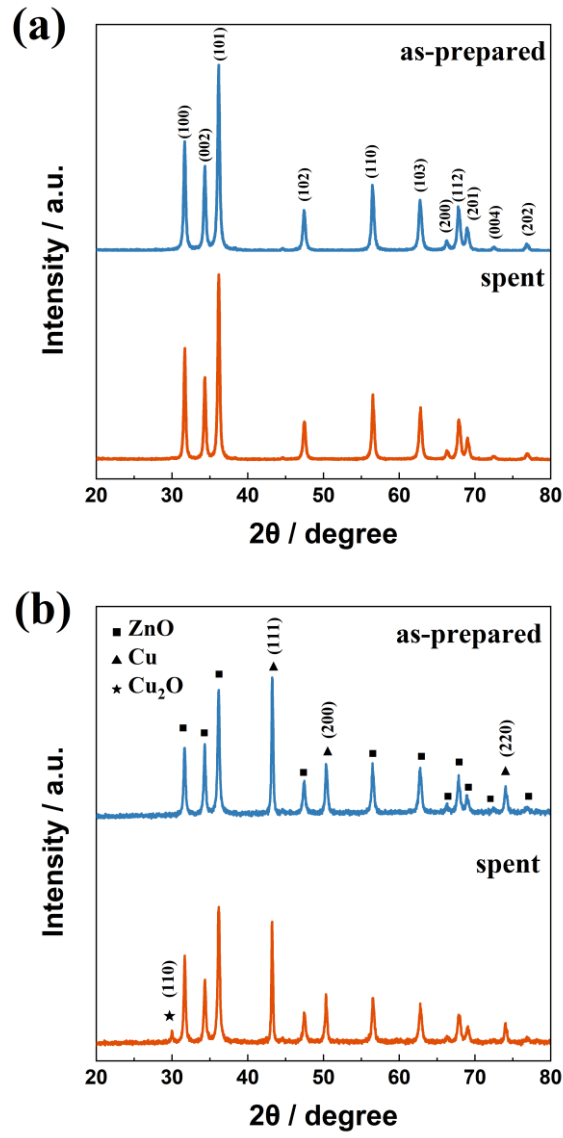 (a)
as-prepared
(100)
(002)
(101)
(102)
(110)
(103)
(200)
(112)
(201)
(004)
(202)
spent
Intensity / a.u.
20 30 40 50 60 70 80
2θ / degree
(b)
■ ZnO
▲ Cu
★ Cu₂O
as-prepared
(111)
(200)
(220)
spent
(110)
Intensity / a.u.
20 30 40 50 60 70 80
2θ / degree